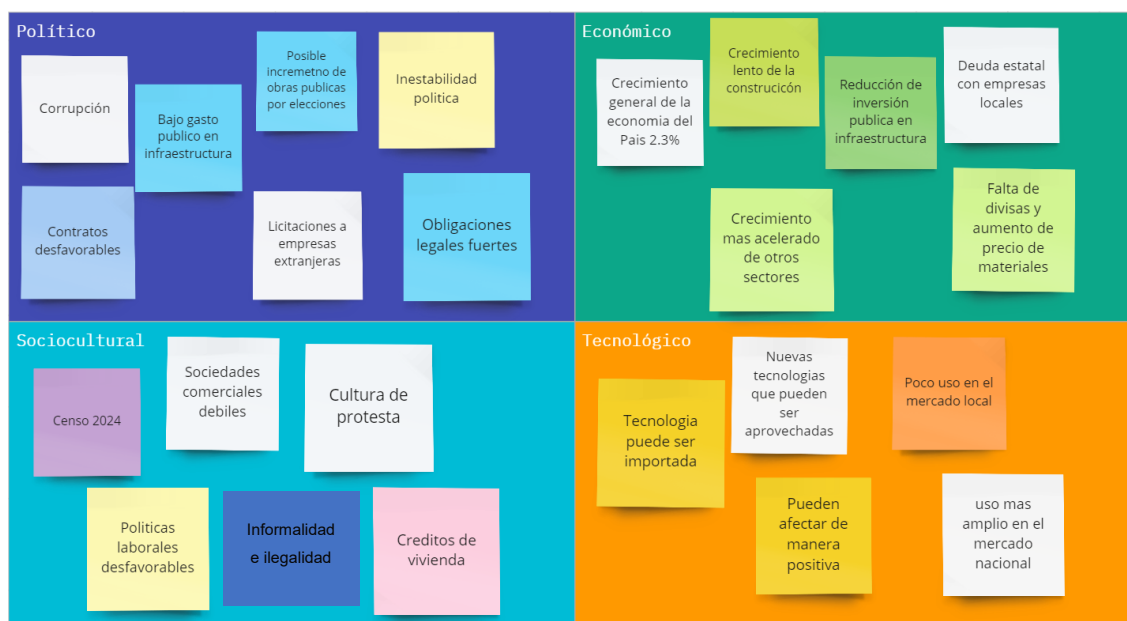 Político
Corrupción
Bajo gasto
publico en
infraestructura
Posible
incremetno de
obras publicas
por elecciones
Inestabilidad
politica
Contratos
desfavorables
Licitaciones a
empresas
extranjeras
Obligaciones
legales fuertes
Económico
Crecimiento
general de la
economia del
Pais 2.3%
Crecimiento
lento de la
construcicón
Reducción de
inversión
publica en
infraestructura
Deuda estatal
con empresas
locales
Crecimiento
mas acelerado
de otros
sectores
Falta de
divisas y
aumento de
precio de
materiales
Sociocultural
Censo 2024
Sociedades
comerciales
debiles
Cultura de
protesta
Politicas
laborales
desfavorables
Informalidad
e ilegalidad
Creditos de
vivienda
Tecnológico
Tecnologia
puede ser
importada
Nuevas
tecnologias
que pueden
ser
aprovechadas
Poco uso en el
mercado local
Pueden
afectar de
manera
positiva
uso mas
amplio en el
mercado
nacional